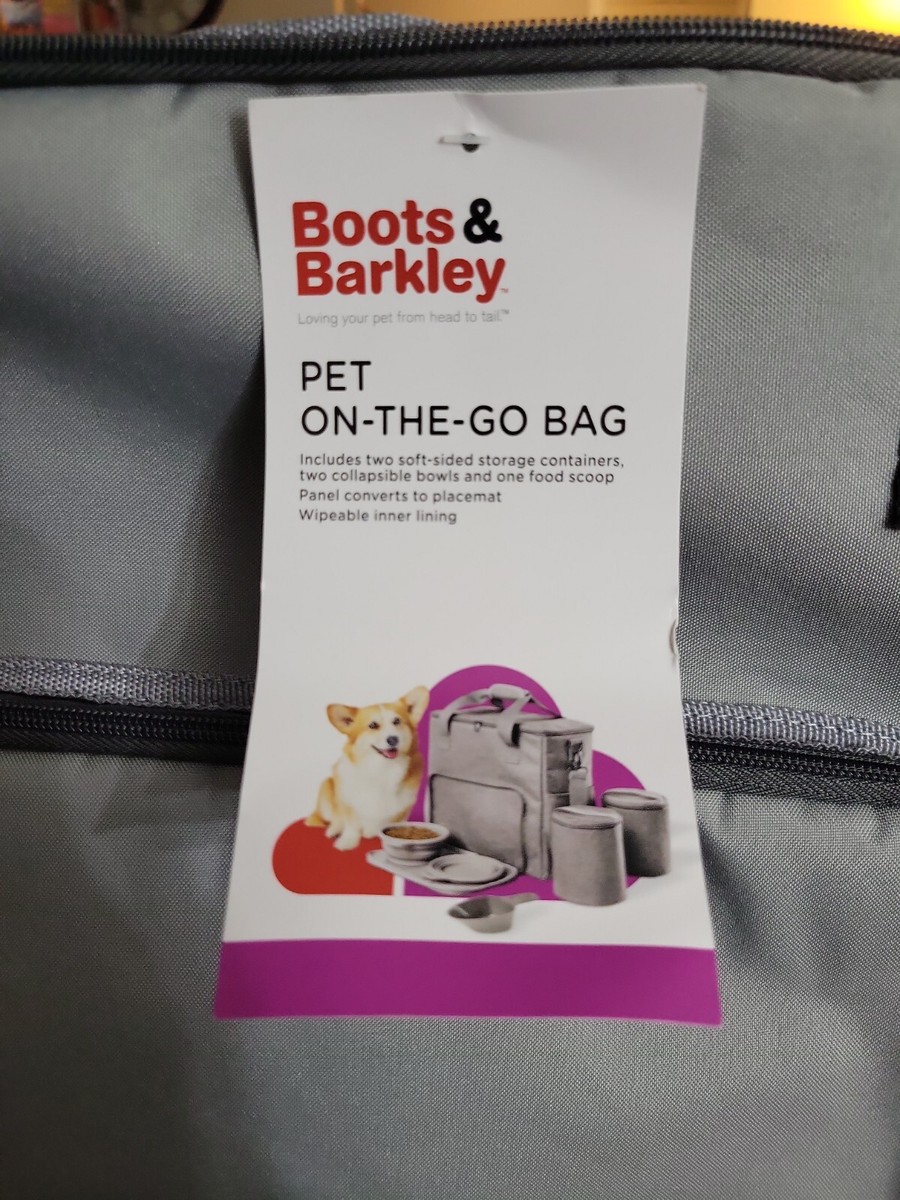 Boots &
Barkley™
Loving your pet from head to tail™
PET
ON-THE-GO BAG
Includes two soft-sided storage containers,
two collapsible bowls and one food scoop
Panel converts to placemat
Wipeable inner lining